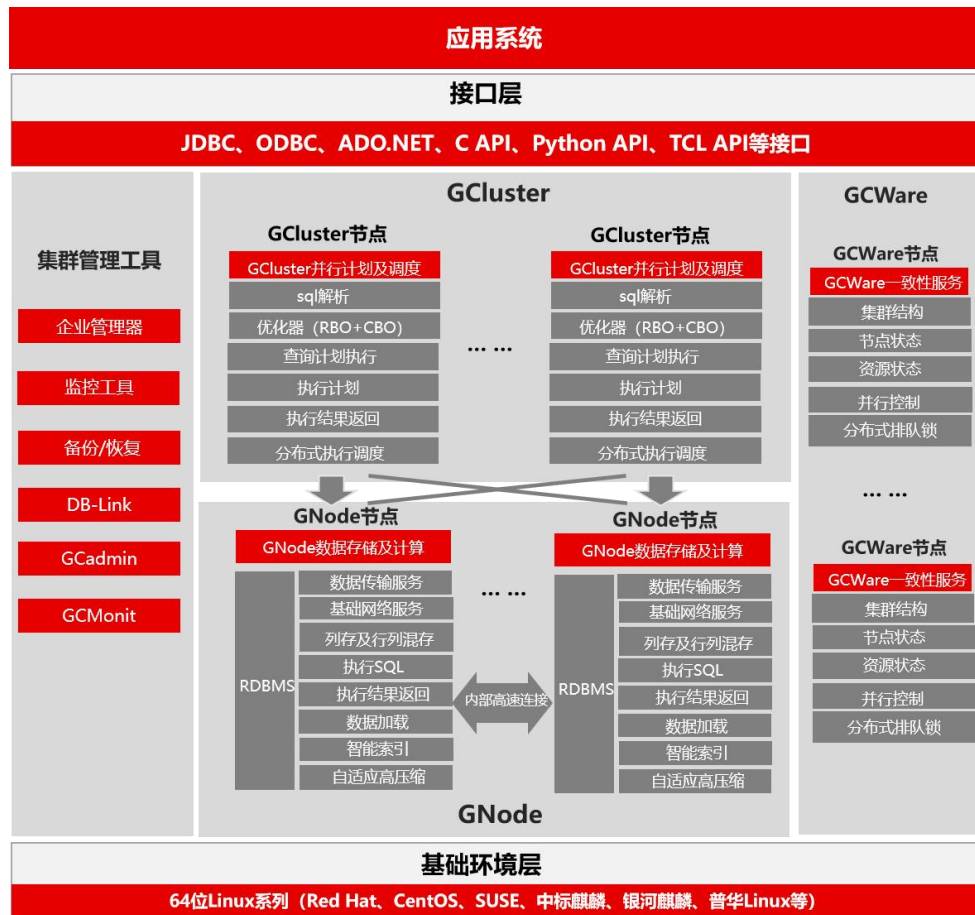 应用系统
接口层
JDBC、ODBC、ADO.NET、C API、Python API、TCL API等接口
集群管理工具
企业管理器
监控工具
备份/恢复
DB-Link
GCadmin
GCMonit
GCluster
GCluster节点
GCluster并行计划及调度
sql解析
优化器（RBO+CBO）
查询计划执行
执行计划
执行结果返回
分布式执行调度
... ...
GCluster节点
GCluster并行计划及调度
sql解析
优化器（RBO+CBO）
查询计划执行
执行计划
执行结果返回
分布式执行调度
GNode节点
GNode数据存储及计算
RDBMS
数据传输服务
基础网络服务
列存及行列混存
执行SQL
执行结果返回
数据加载
智能索引
自适应高压缩
... ...
内部高速连接
GNode节点
GNode数据存储及计算
RDBMS
数据传输服务
基础网络服务
列存及行列混存
执行SQL
执行结果返回
数据加载
智能索引
自适应高压缩
GNode
GCWare
GCWare节点
GCWare一致性服务
集群结构
节点状态
资源状态
并行控制
分布式排队锁
... ...
GCWare节点
GCWare一致性服务
集群结构
节点状态
资源状态
并行控制
分布式排队锁
基础环境层
64位Linux系列（Red Hat、CentOS、SUSE、中标麒麟、银河麒麟、普华Linux等）